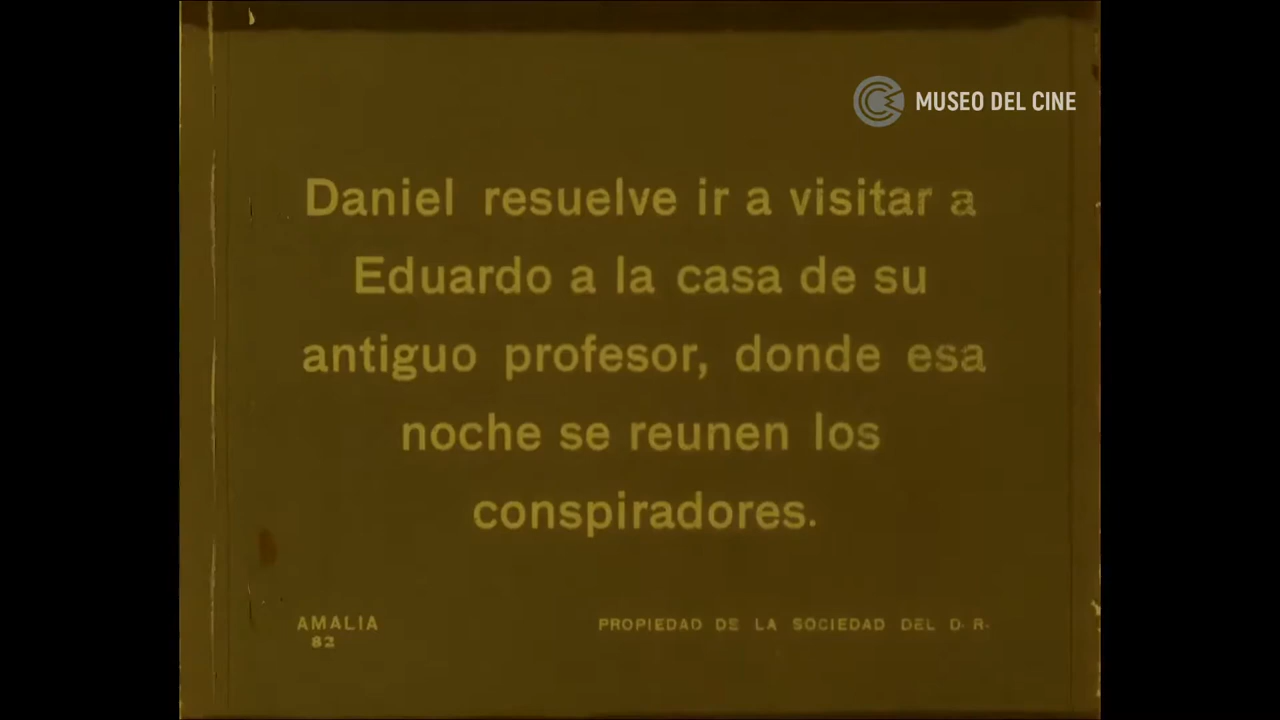 MUSEO DEL CINE
Daniel resuelve ir a visitar a
Eduardo a la casa de su
antiguo profesor, donde esa
noche se reunen los
conspiradores.
AMALIA
82
PROPIEDAD DE LA SOCIEDAD DEL D. R.